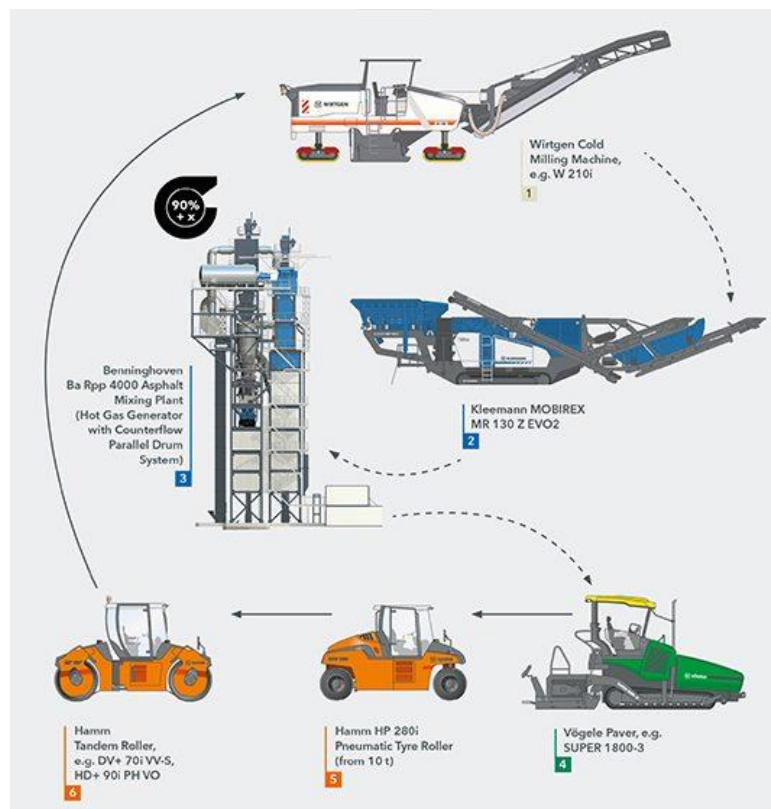 WIRTGEN
Wirtgen Cold
Milling Machine,
e.g. W 210i
1
90%
+ x
Benninghoven
Ba Rpp 4000 Asphalt
Mixing Plant
(Hot Gas Generator
with Counterflow
Parallel Drum
System)
3
Kleemann MOBIREX
MR 130 Z EVO2
2
Hamm
Tandem Roller,
e.g. DV+ 70i VV-S,
HD+ 90i PH VO
6
Hamm HP 280i
Pneumatic Tyre Roller
(from 10 t)
5
Vögele Paver, e.g.
SUPER 1800-3
4